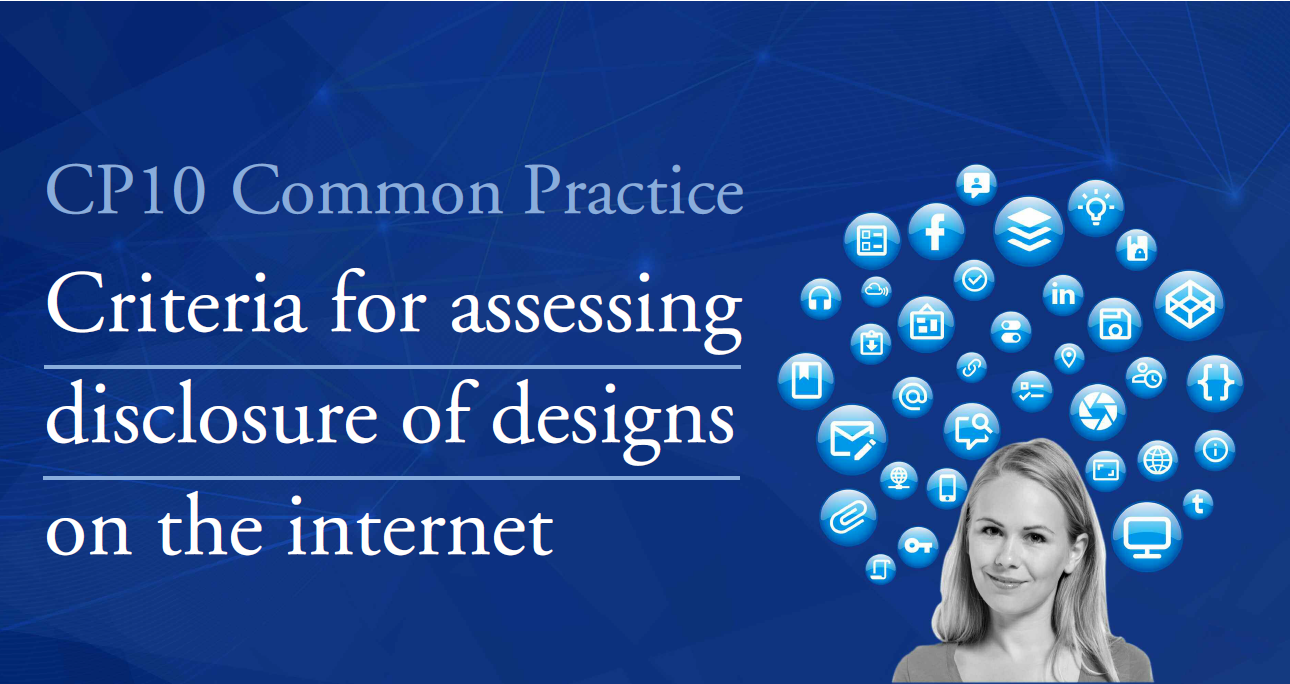 CP10 Common Practice
Criteria for assessing
disclosure of designs
on the internet